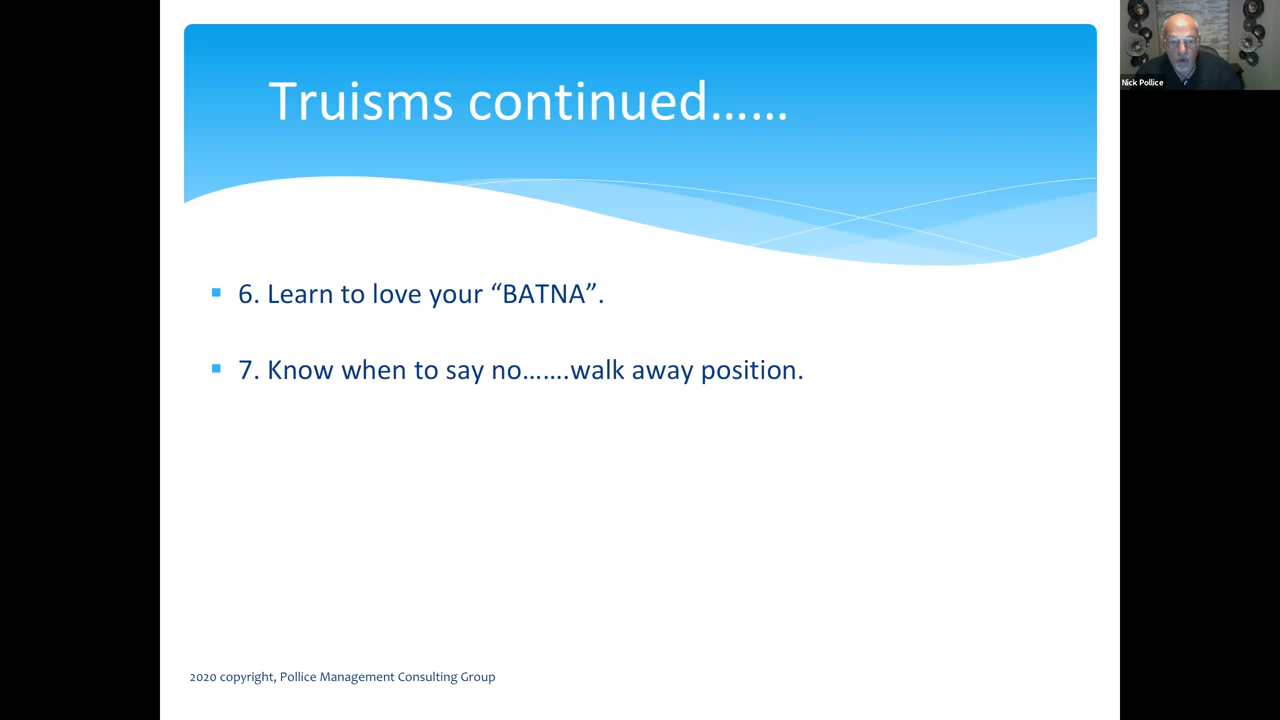 Truisms continued……
6. Learn to love your “BATNA”.
7. Know when to say no…….walk away position.
2020 copyright, Pollice Management Consulting Group
Nick Pollice